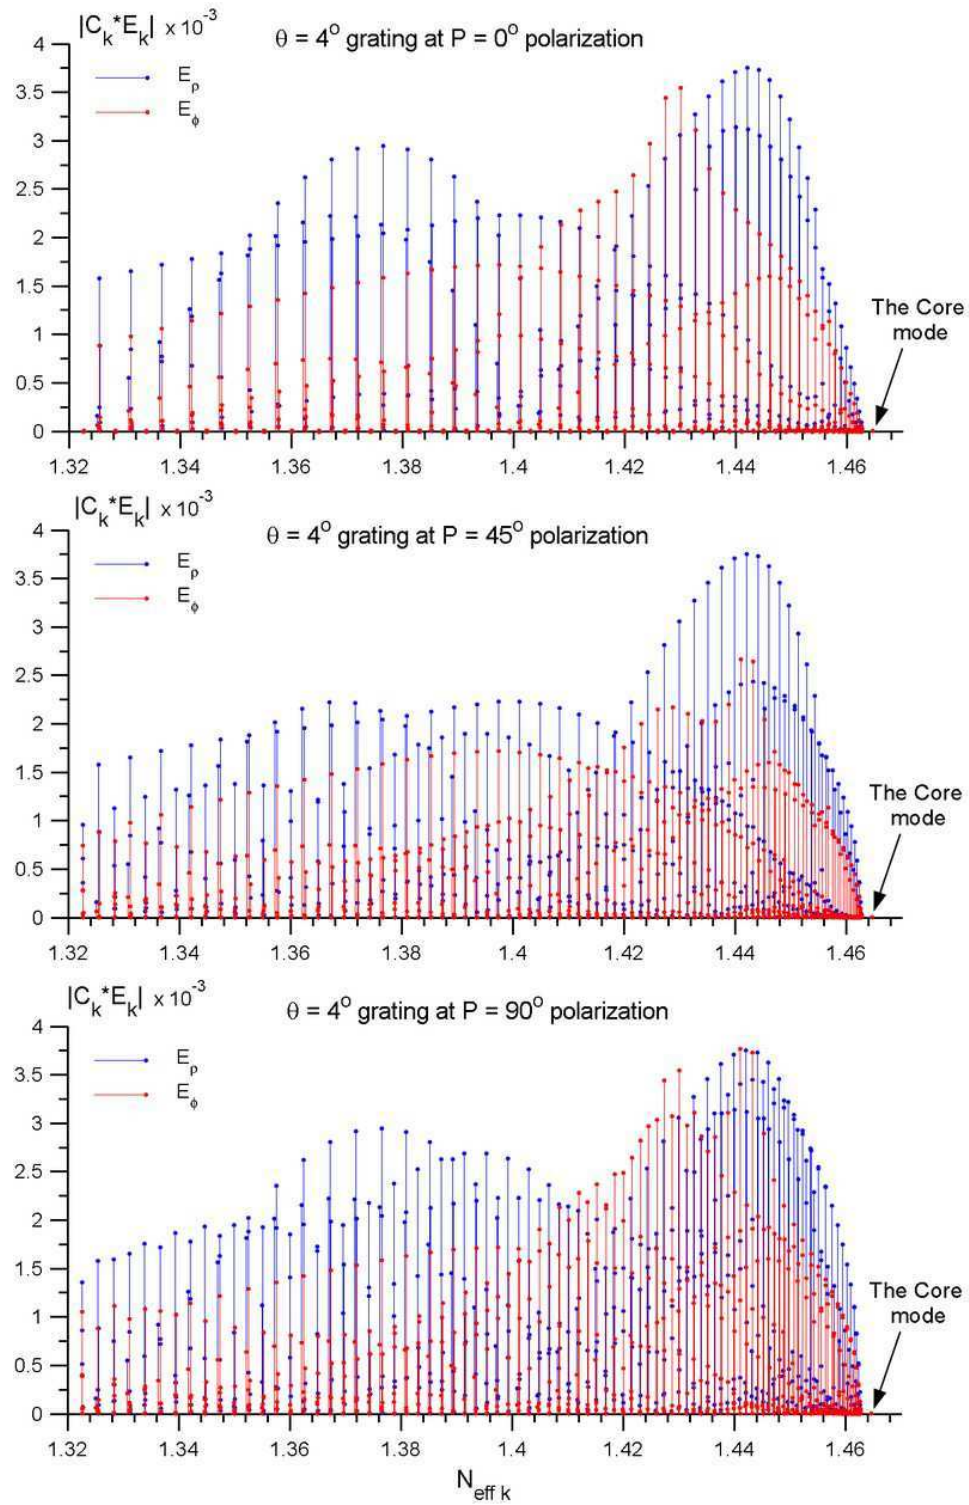 |C_k*E_k| x 10^-3
θ = 4° grating at P = 0° polarization
4
E_ρ
3.5
E_φ
3
2.5
2
1.5
The Core
mode
1
0.5
0
1.32 1.34 1.36 1.38 1.4 1.42 1.44 1.46
|C_k*E_k| x 10^-3
θ = 4° grating at P = 45° polarization
4
E_ρ
3.5
E_φ
3
2.5
2
1.5
The Core
mode
1
0.5
0
1.32 1.34 1.36 1.38 1.4 1.42 1.44 1.46
|C_k*E_k| x 10^-3
θ = 4° grating at P = 90° polarization
4
E_ρ
3.5
E_φ
3
2.5
2
1.5
The Core
mode
1
0.5
0
1.32 1.34 1.36 1.38 1.4 1.42 1.44 1.46
N_eff k